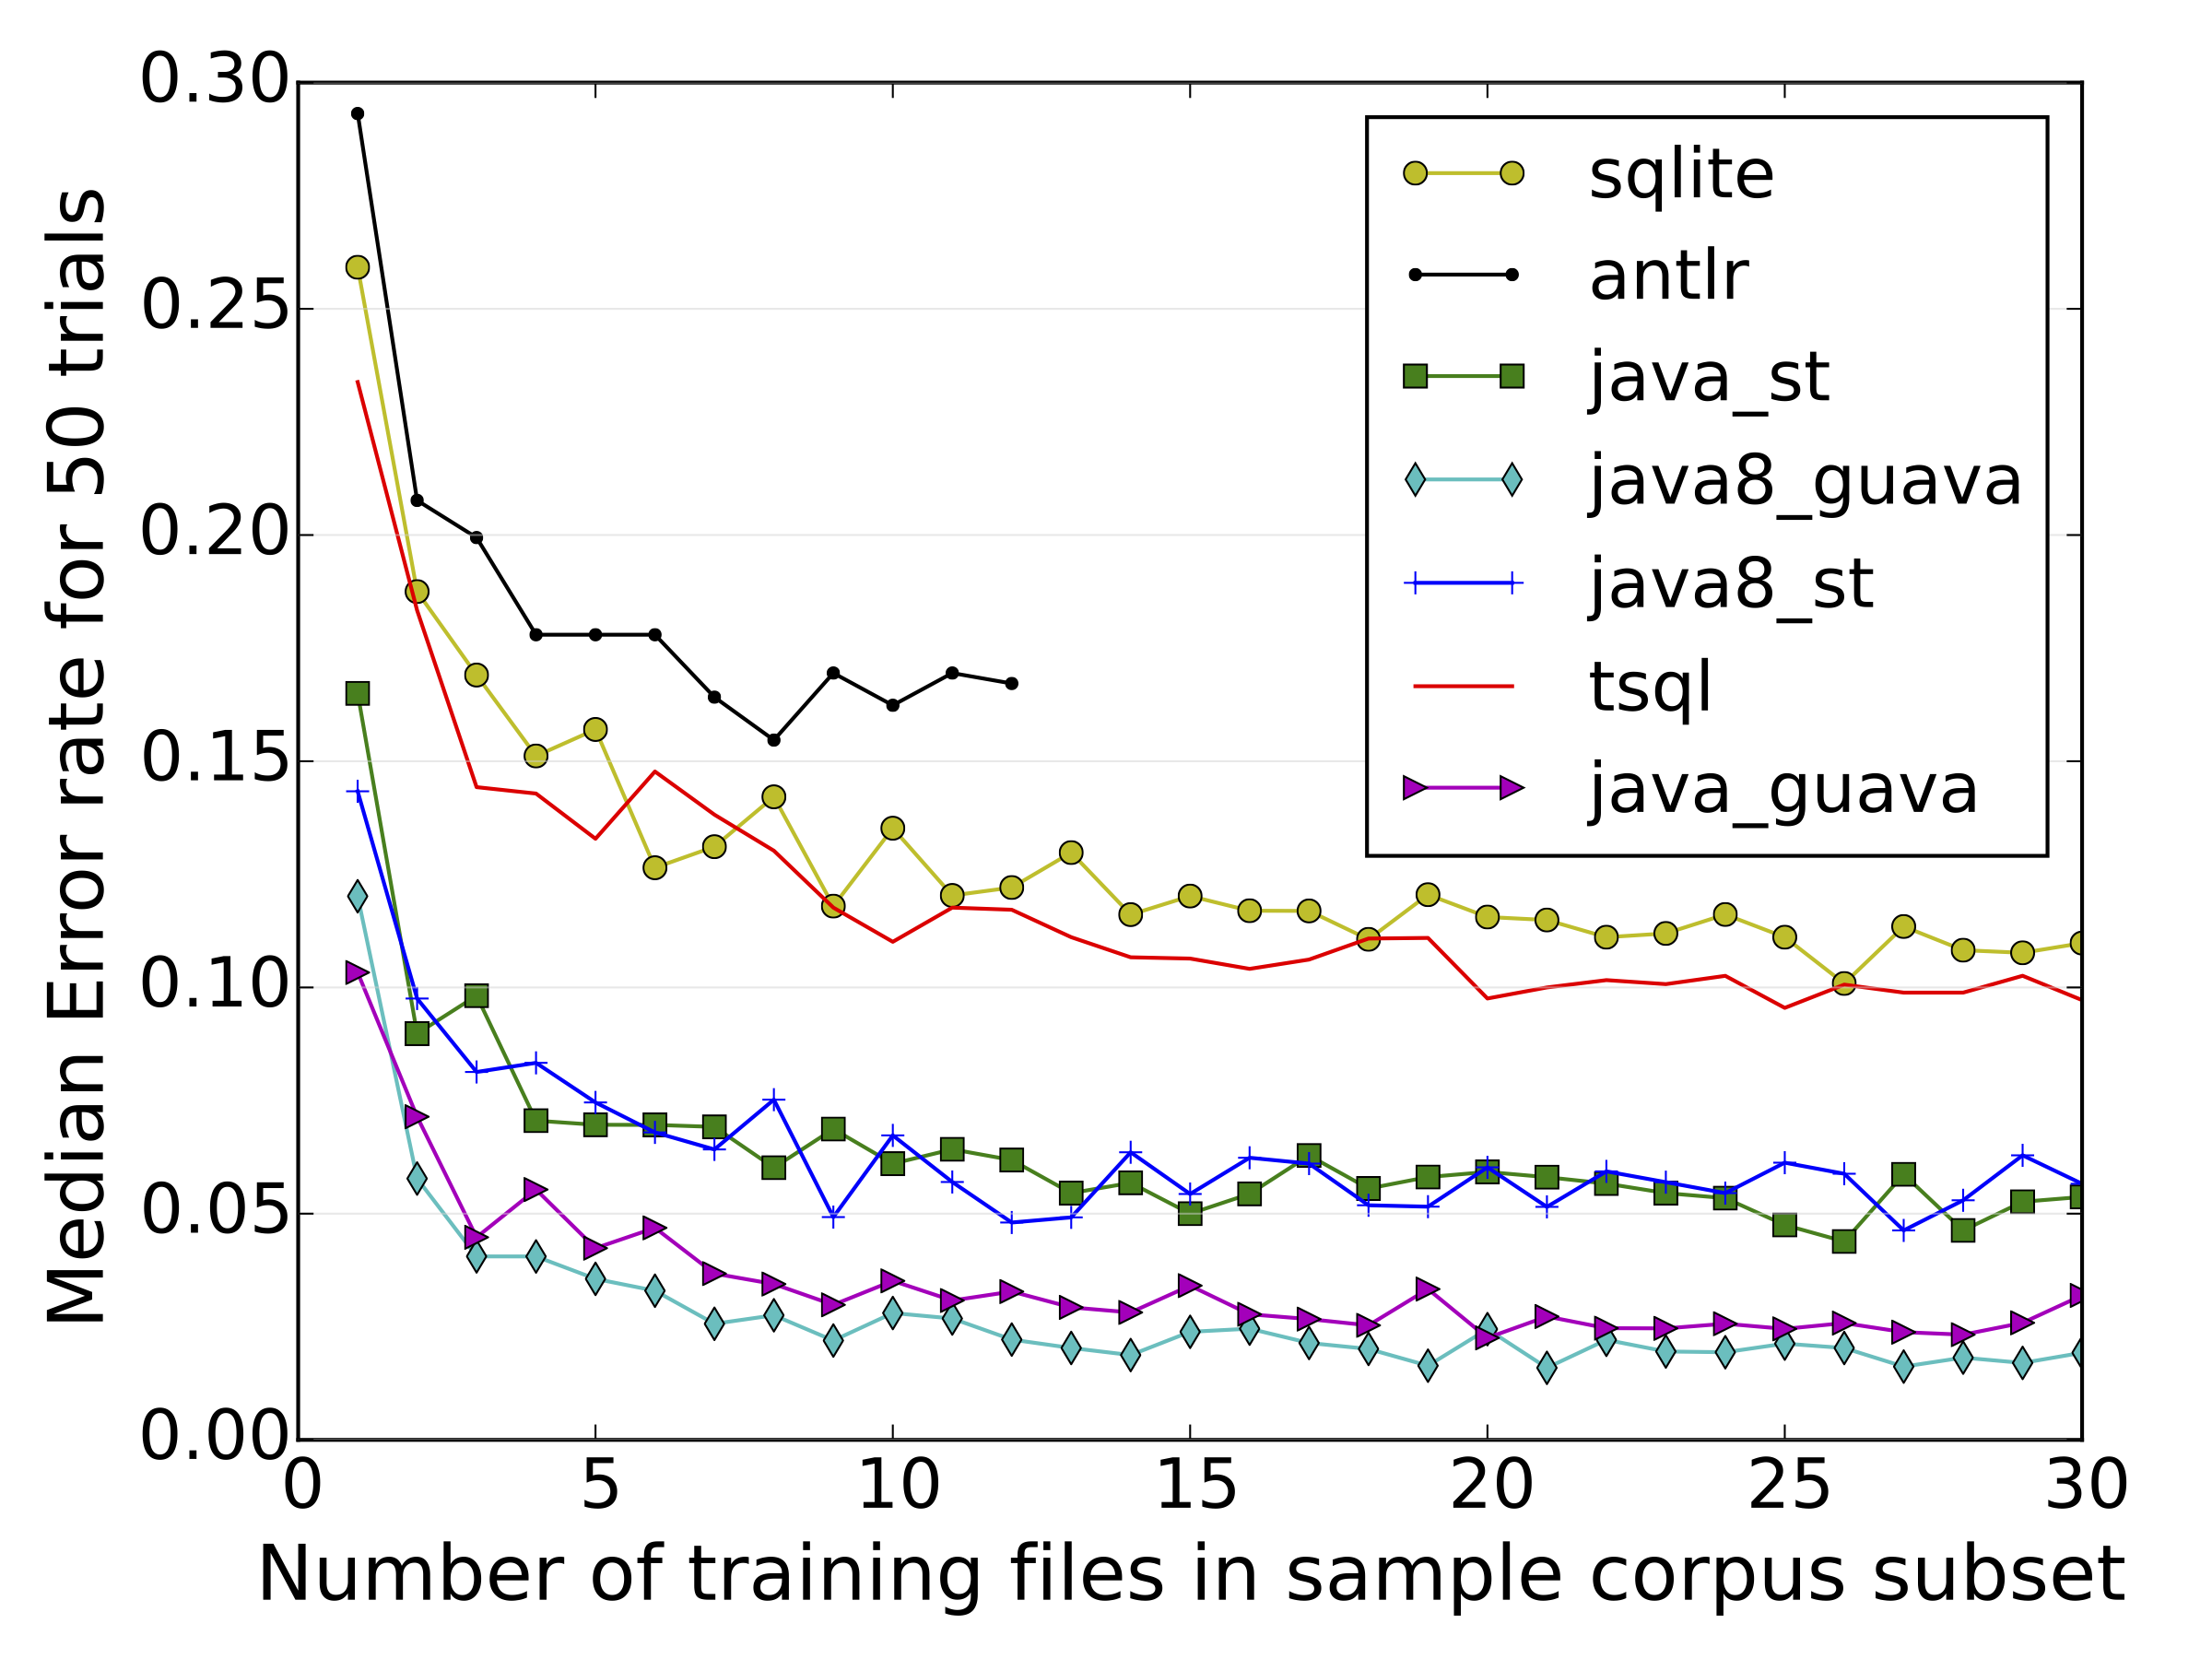 Median Error rate for 50 trials
0.30
0.25
0.20
0.15
0.10
0.05
0.00
sqlite
antlr
java_st
java8_guava
java8_st
tsql
java_guava
0 5 10 15 20 25 30
Number of training files in sample corpus subset